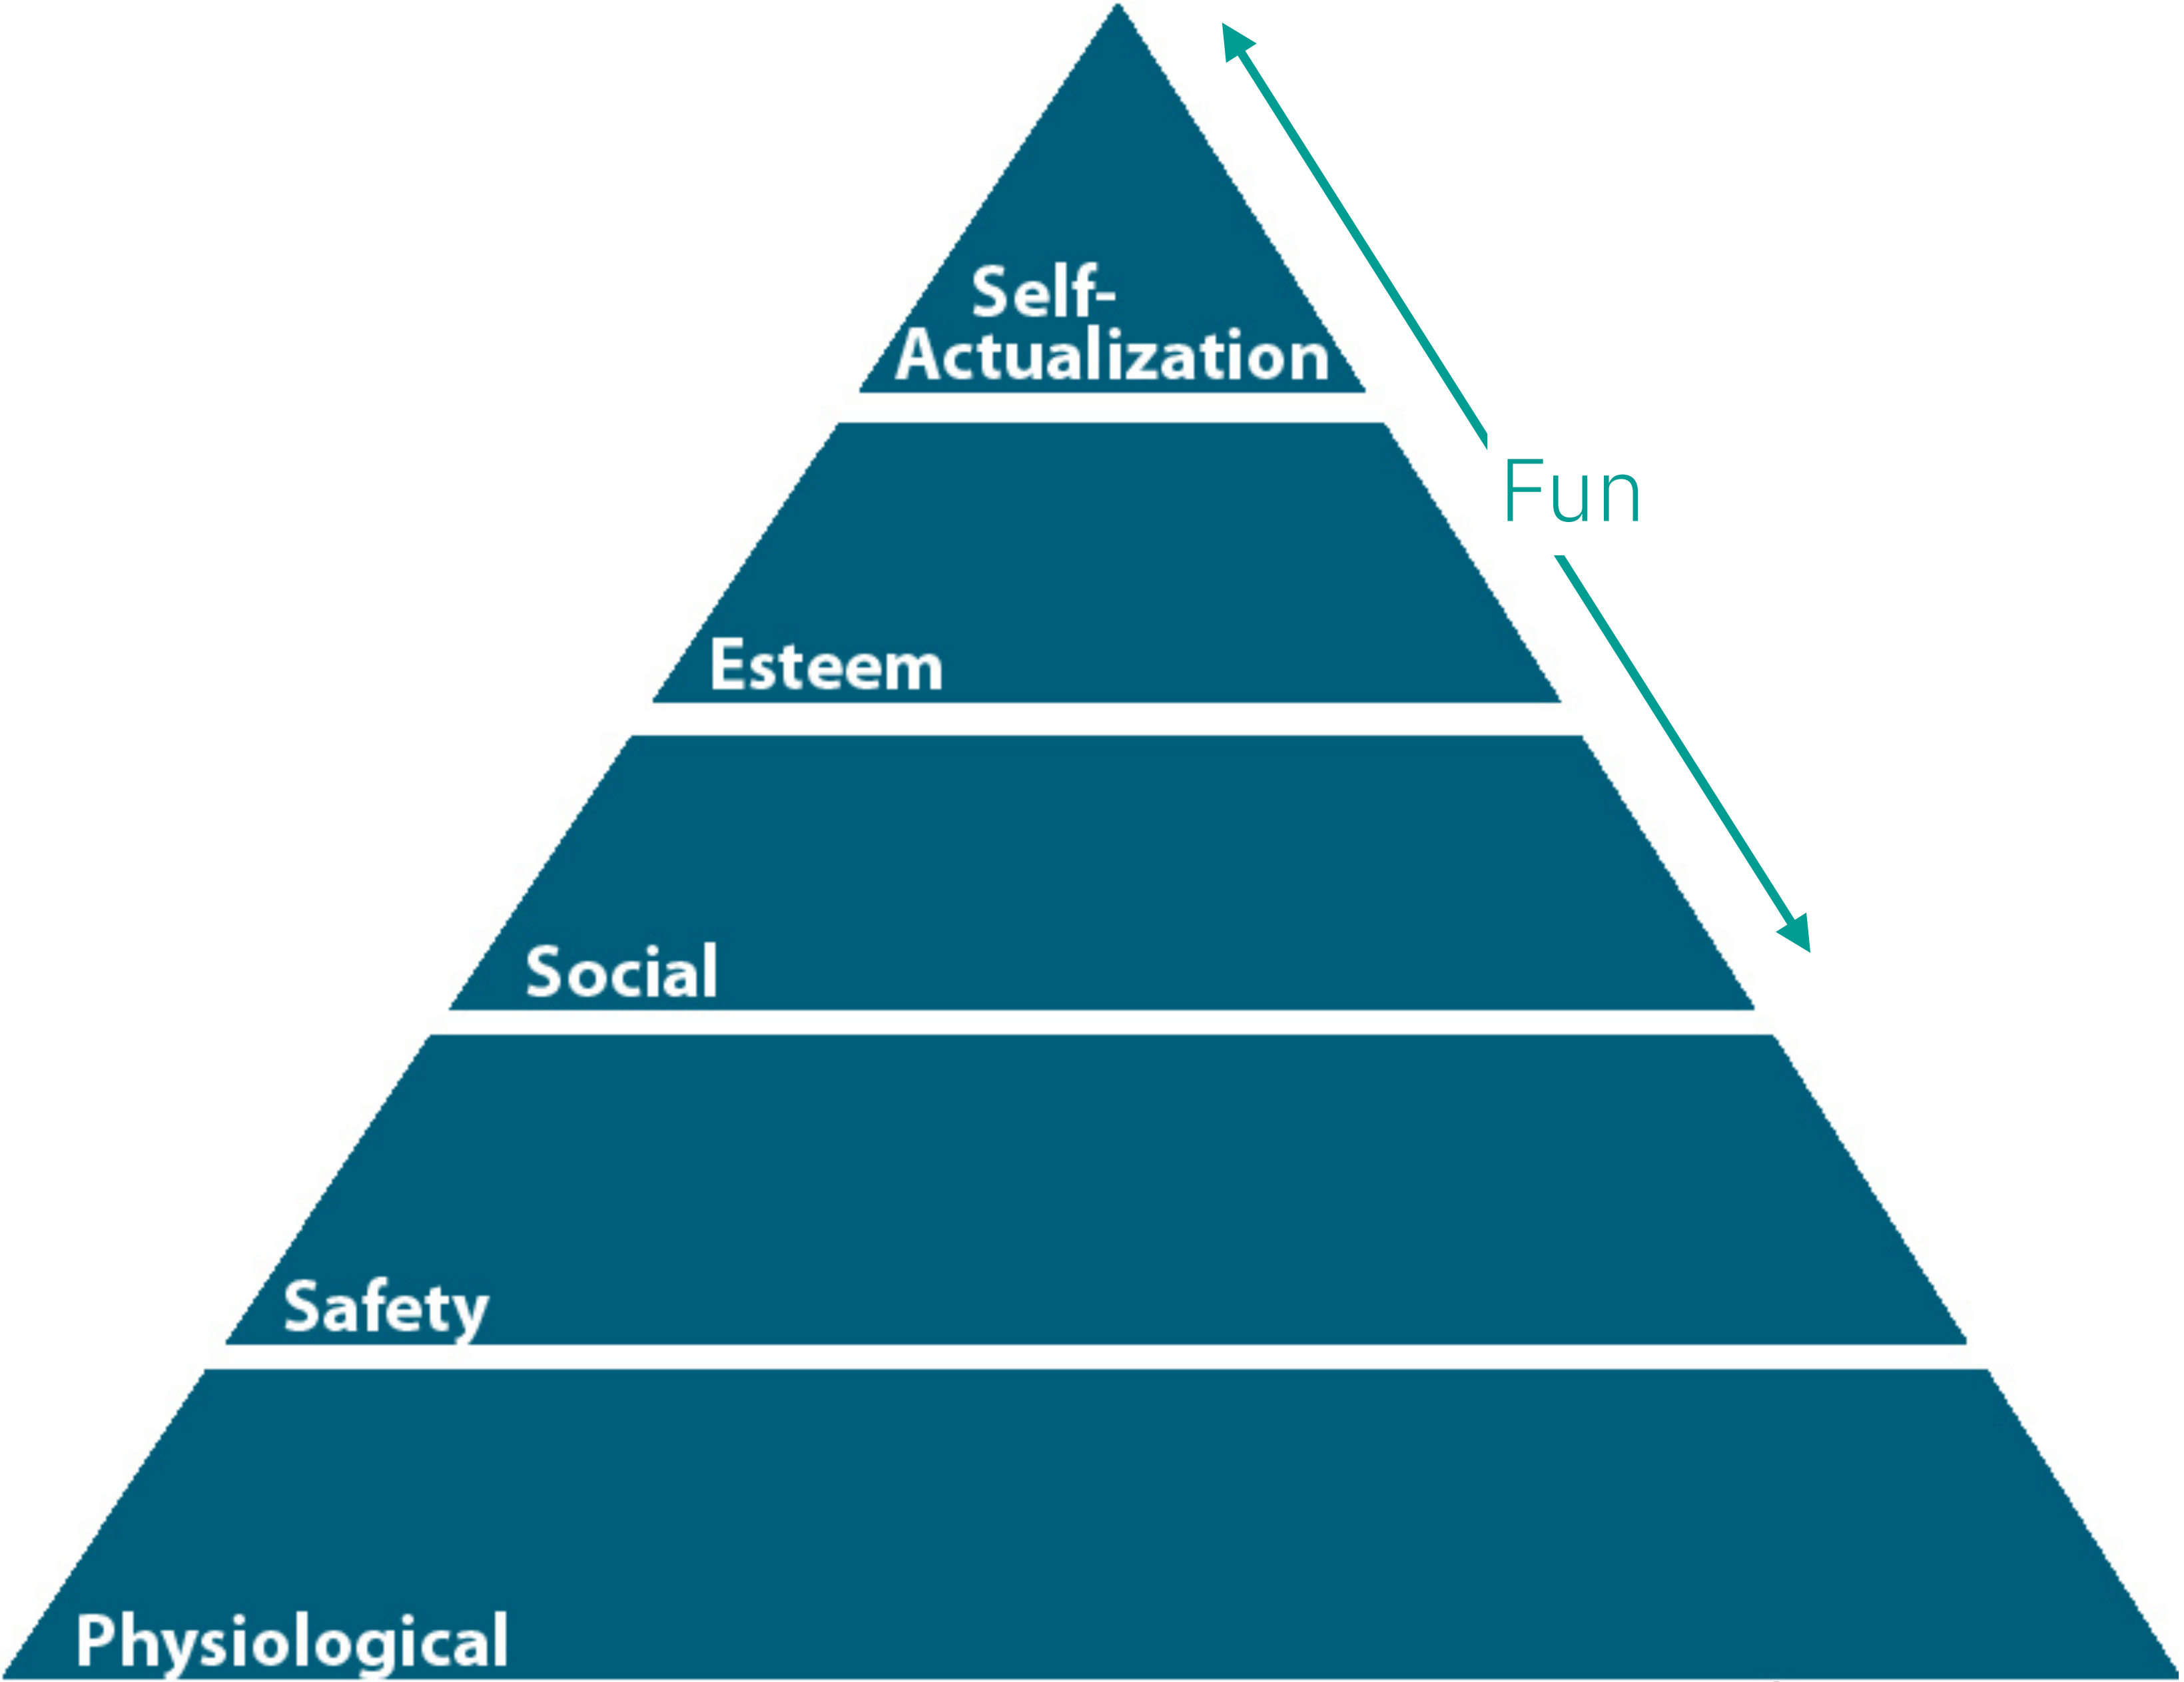 Self-
Actualization
Fun
Esteem
Social
Safety
Physiological